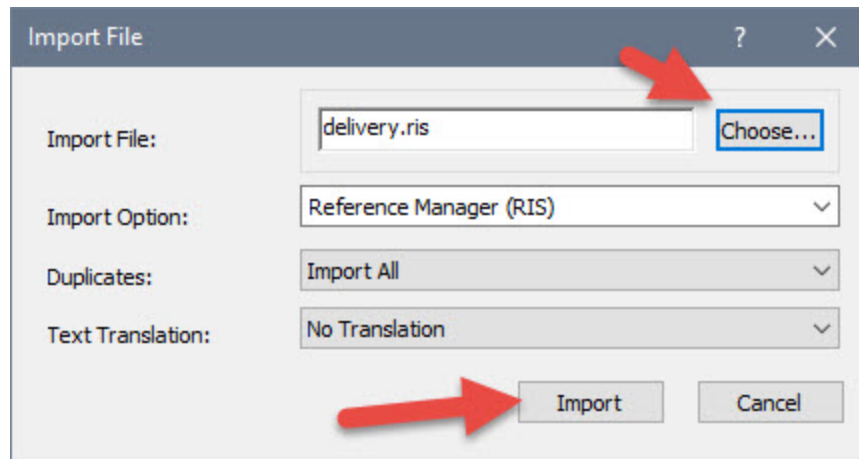 Import File ?
Import File: delivery.ris Choose...
Import Option: Reference Manager (RIS)
Duplicates: Import All
Text Translation: No Translation
Import Cancel